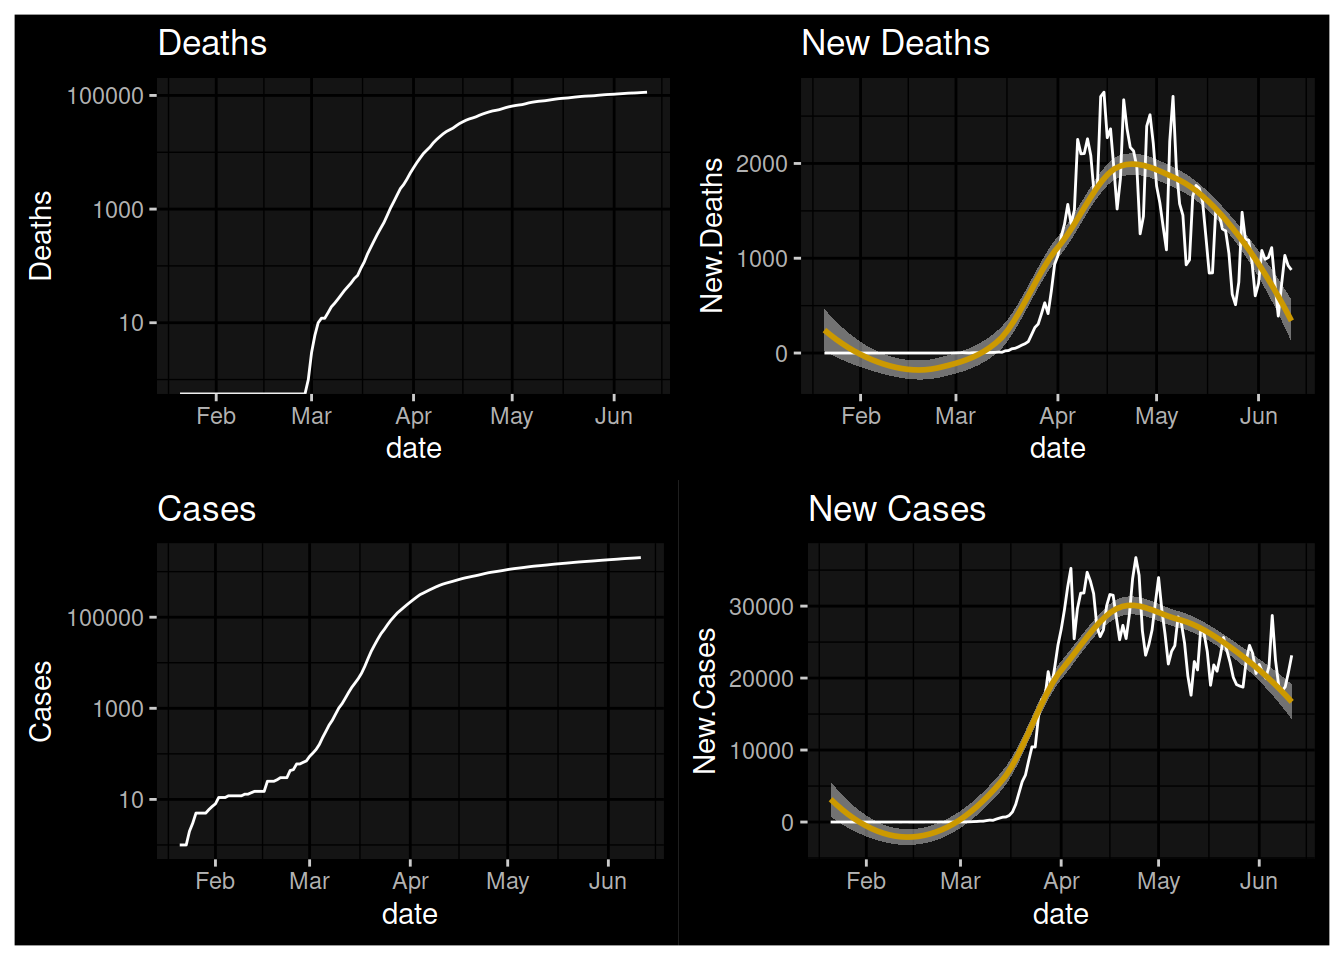 Deaths
Deaths
100000
1000
10
Feb Mar Apr May Jun
date
New Deaths
New.Deaths
2000
1000
0
Feb Mar Apr May Jun
date
Cases
Cases
100000
1000
10
Feb Mar Apr May Jun
date
New Cases
New.Cases
30000
20000
10000
0
Feb Mar Apr May Jun
date